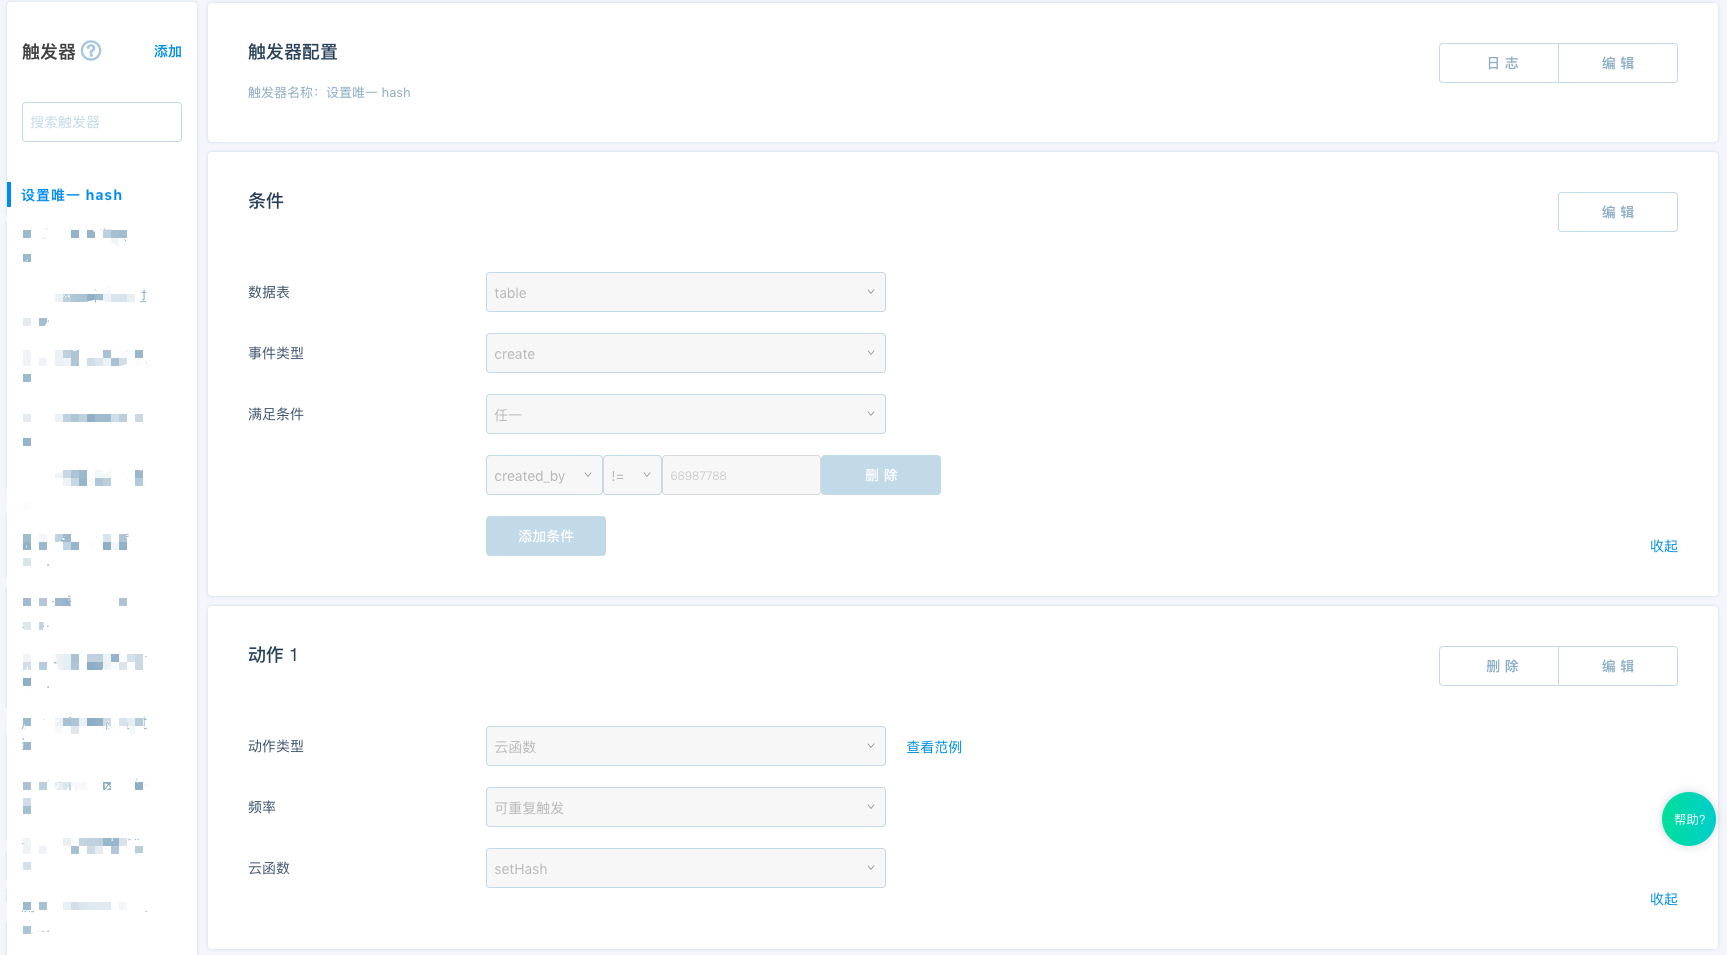 触发器
添加
搜索触发器
设置唯一 hash
触发器配置
日 志
编 辑
触发器名称：设置唯一 hash
条件
编 辑
数据表
table
事件类型
create
满足条件
任一
created_by
!=
68987788
删 除
添加条件
收起
动作 1
删 除
编 辑
动作类型
云函数
查看范例
频率
可重复触发
云函数
setHash
收起
帮助?